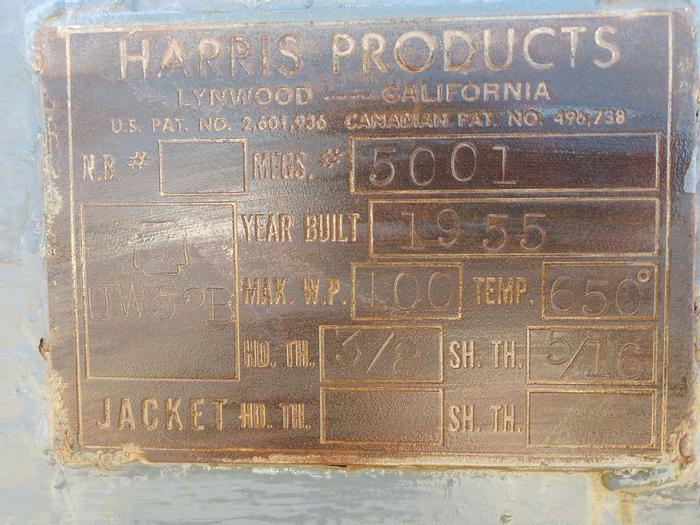 HARRIS PRODUCTS
LYNWOOD — CALIFORNIA
U.S. PAT. NO. 2,601,936 CANADIAN PAT. NO. 496,738
N.B. # MFGS. # 5001
YEAR BUILT 1955
U
MAX. W.P. 100 TEMP. 650°
HD. TH. 3/8 SH. TH. 5/16
JACKET HD. TH. SH. TH.